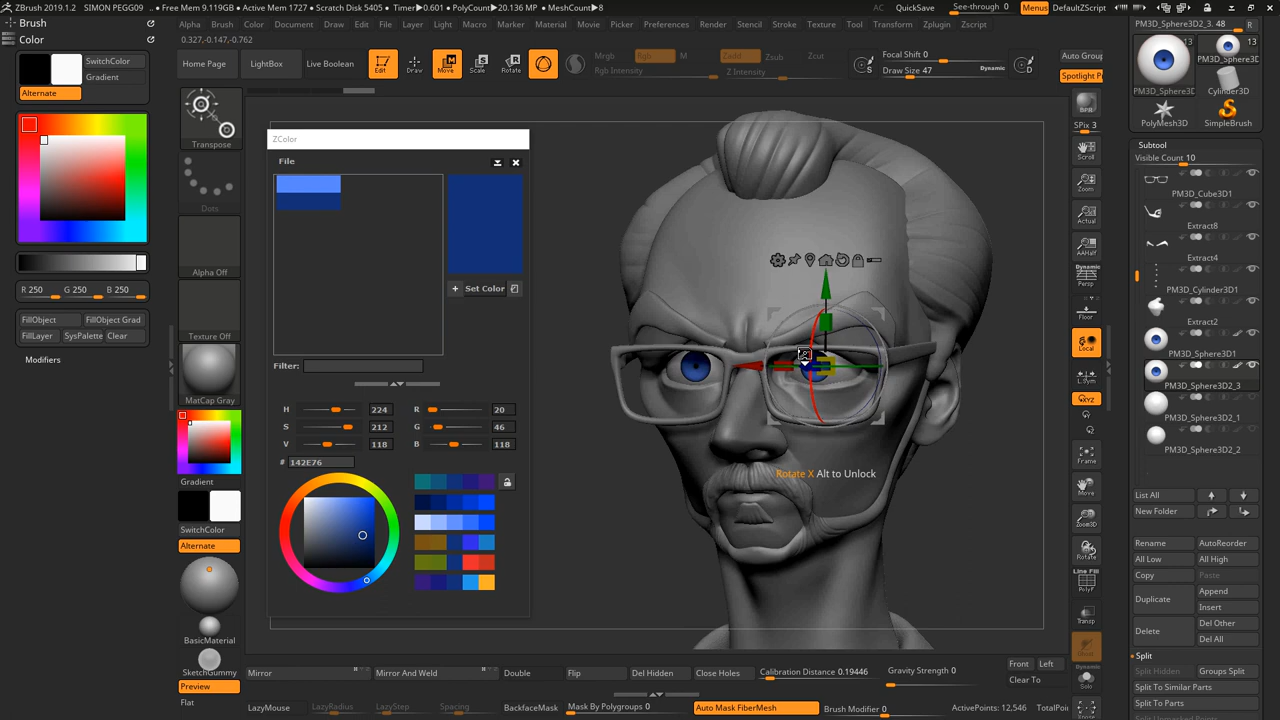 ZBrush 2019.1.2 SIMON PEGG09 .. • Free Mem 9.119GB • Active Mem 1727 • Scratch Disk 5405 • Timer▶0.601 • PolyCount▶20.136 MP • MeshCount▶8 QuickSave See-through 0 Menus DefaultZScript
Brush Alpha Brush Color Document Draw Edit File Layer Light Macro Marker Material Movie Picker Preferences Render Stencil Stroke Texture Tool Transform Zplugin Zscript
PM3D_Sphere3D2_3. 48 R
Color
0.327,-0.147,-0.762
SwitchColor
Gradient
Alternate
Home Page LightBox Live Boolean Edit Draw Move Scale Rotate
Mrgb Rgb M Zadd Zsub Zcut
Rgb Intensity Z Intensity
Focal Shift 0
Draw Size 47 Dynamic
S D
Auto Group
Spotlight Pr
13 13
PM3D_Sphere3D
PM3D_Sphere3D Cylinder3D
PolyMesh3D SimpleBrush
Transpose
Dots
Alpha Off
Texture Off
MatCap Gray
Gradient
SwitchColor
Alternate
BasicMaterial
SketchGummy
Preview
Flat
R 250 G 250 B 250
FillObject FillObject Grad
FillLayer SysPalette Clear
Modifiers
ZColor
File
+ Set Color
Filter:
H 224 R 20
S 212 G 46
V 118 B 118
# 142E76
Rotate X Alt to Unlock
BPR
SPix 3
Scroll
Zoom
Actual
AAHalf
Persp
Floor
Local
L.Sym
XYZ
Frame
Move
Zoom3D
Rotate
Line Fill
PolyF
Transp
Ghost
Dynamic
Solo
Xpose
Subtool
Visible Count 10
PM3D_Cube3D1
Extract8
Extract4
PM3D_Cylinder3D1
Extract2
PM3D_Sphere3D1
PM3D_Sphere3D2_3
PM3D_Sphere3D2_1
PM3D_Sphere3D2_2
List All
New Folder
Rename AutoReorder
All Low All High
Copy Paste
Duplicate Append
Insert
Delete Del Other
Del All
Split
Split Hidden Groups Split
Split To Similar Parts
Split To Parts
Mirror Mirror And Weld Double Flip Del Hidden Close Holes Calibration Distance 0.19446 Gravity Strength 0 Front Left
Clear To
LazyMouse LazyRadius LazyStep Spacing BackfaceMask Mask By Polygroups 0 Auto Mask FiberMesh Brush Modifier 0 ActivePoints: 12,546 TotalPoi